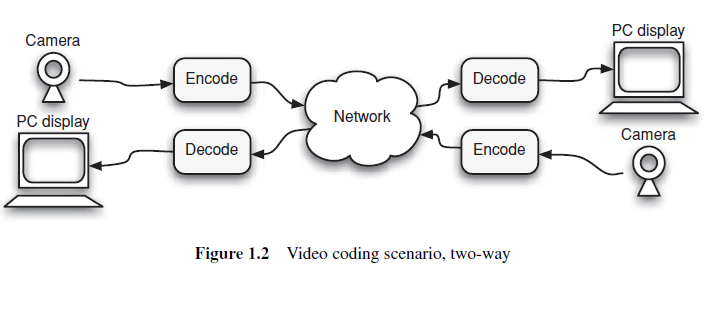 PC display
Camera
Encode
Decode
Network
PC display
Decode
Encode
Camera
Figure 1.2 Video coding scenario, two-way